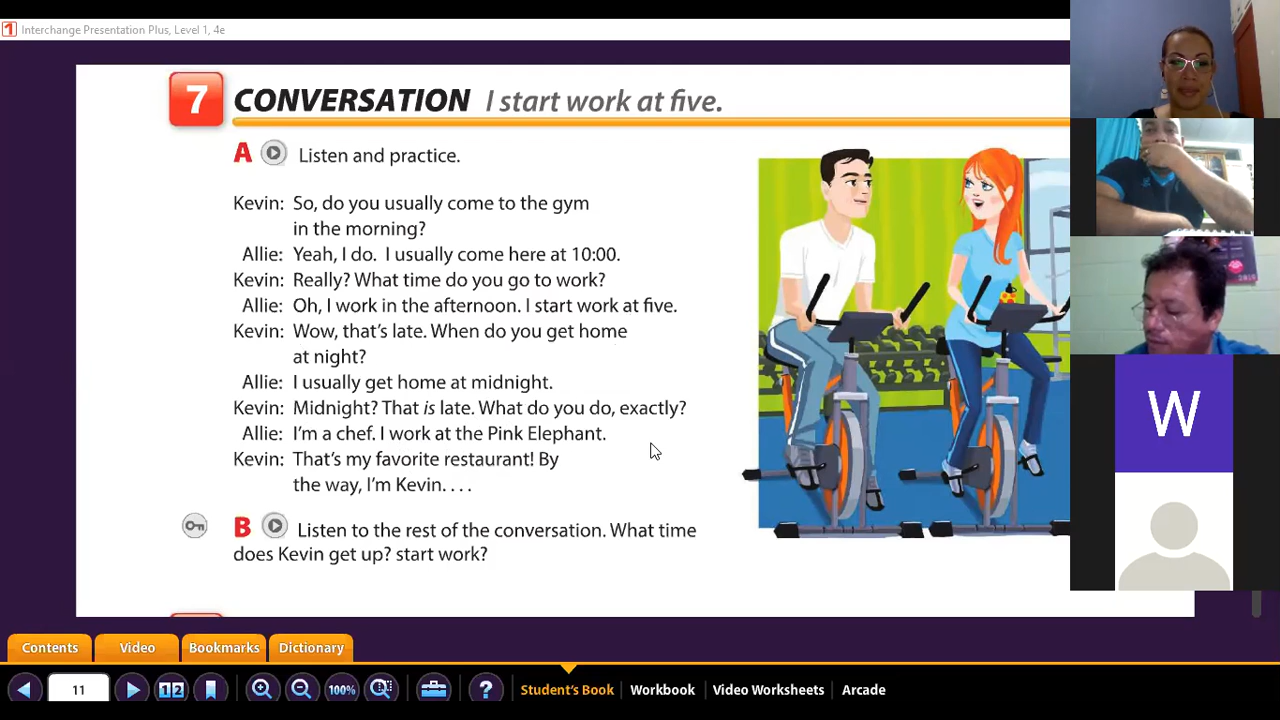 Interchange Presentation Plus, Level 1, 4e
7 CONVERSATION I start work at five.
A Listen and practice.
Kevin: So, do you usually come to the gym
in the morning?
Allie: Yeah, I do. I usually come here at 10:00.
Kevin: Really? What time do you go to work?
Allie: Oh, I work in the afternoon. I start work at five.
Kevin: Wow, that's late. When do you get home
at night?
Allie: I usually get home at midnight.
Kevin: Midnight? That is late. What do you do, exactly?
Allie: I'm a chef. I work at the Pink Elephant.
Kevin: That's my favorite restaurant! By
the way, I'm Kevin. . . .
B Listen to the rest of the conversation. What time
does Kevin get up? start work?
W
Contents Video Bookmarks Dictionary
11 12 100% ? Student's Book Workbook Video Worksheets Arcade